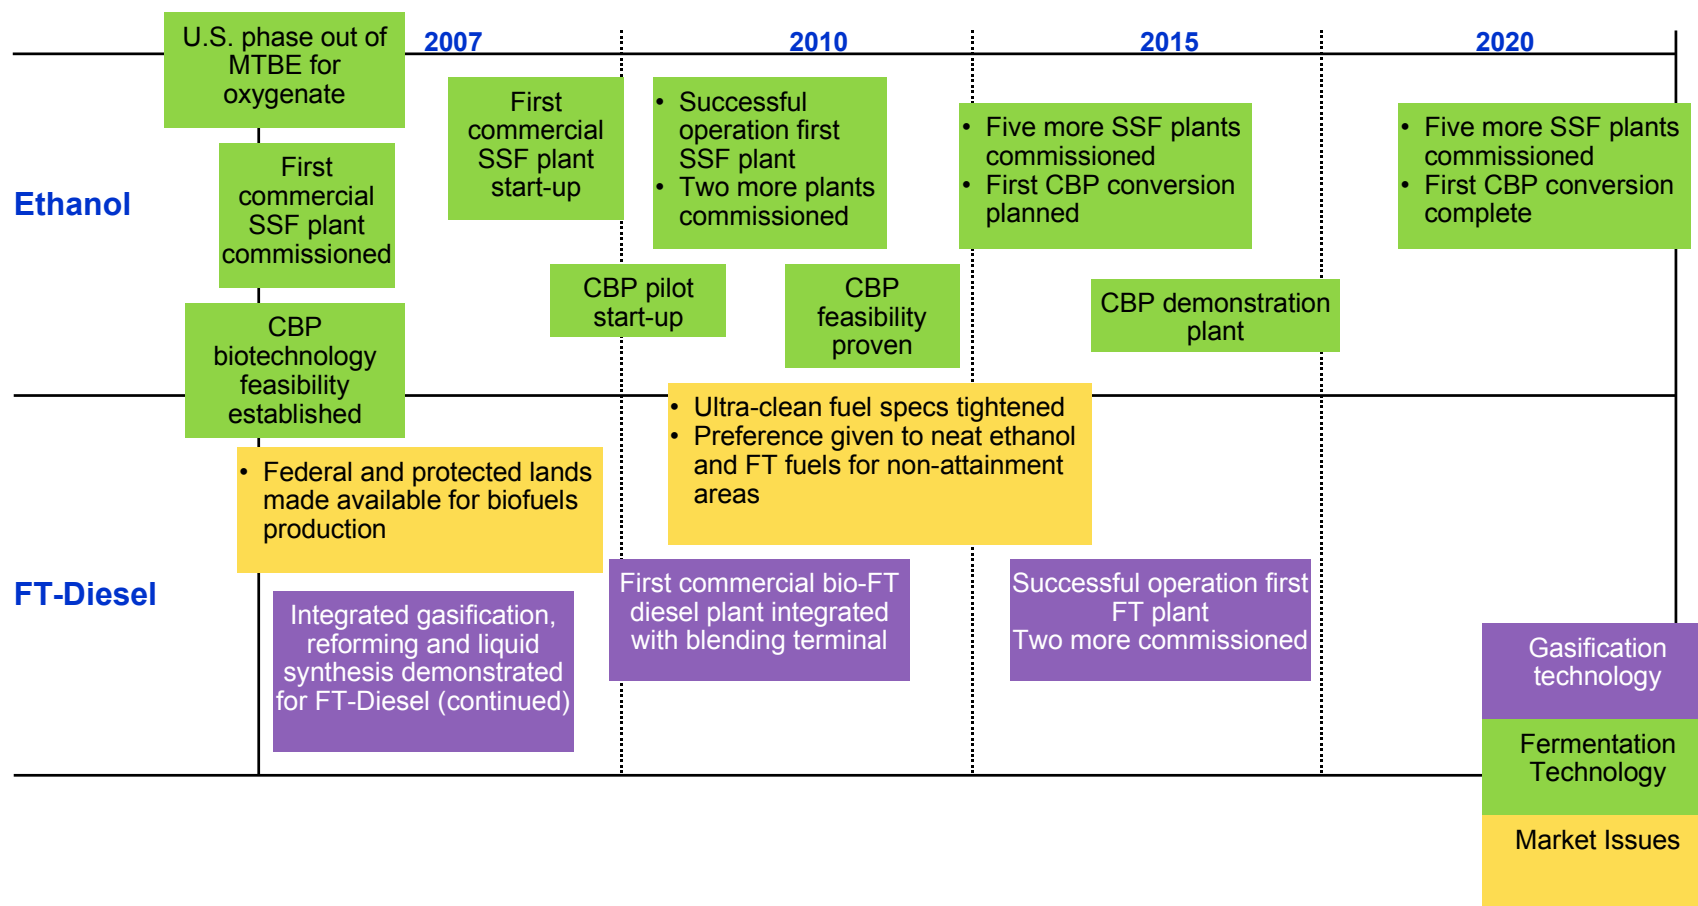 U.S. phase out of
MTBE for
oxygenate
2007
2010
2015
2020
Ethanol
First
commercial
SSF plant
commissioned
First
commercial
SSF plant
start-up
• Successful
operation first
SSF plant
• Two more plants
commissioned
• Five more SSF plants
commissioned
• First CBP conversion
planned
• Five more SSF plants
commissioned
• First CBP conversion
complete
CBP
biotechnology
feasibility
established
CBP pilot
start-up
CBP
feasibility
proven
CBP demonstration
plant
FT-Diesel
• Federal and protected lands
made available for biofuels
production
• Ultra-clean fuel specs tightened
• Preference given to neat ethanol
and FT fuels for non-attainment
areas
Integrated gasification,
reforming and liquid
synthesis demonstrated
for FT-Diesel (continued)
First commercial bio-FT
diesel plant integrated
with blending terminal
Successful operation first
FT plant
Two more commissioned
Gasification
technology
Fermentation
Technology
Market Issues